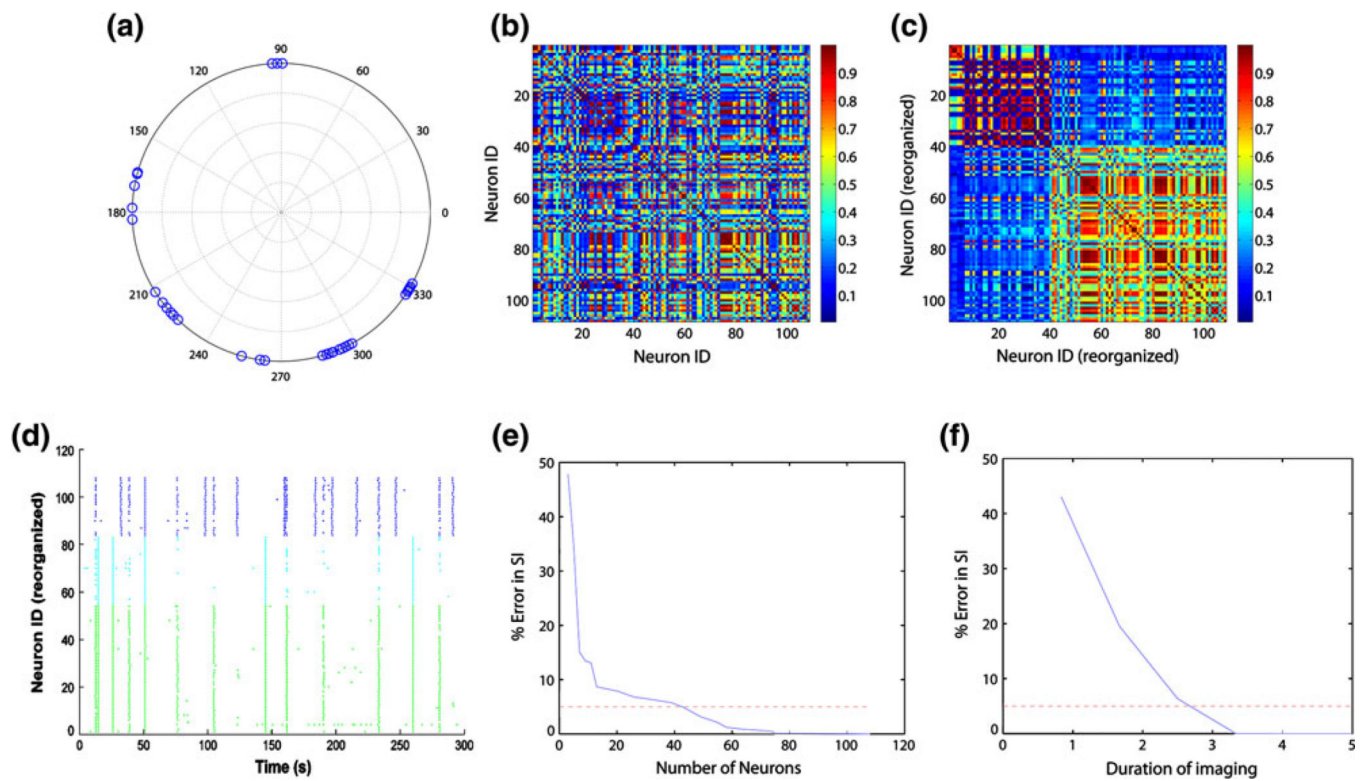 (a)
90
120
60
150
30
180
0
210
330
240
300
270
(b)
Neuron ID
20
40
60
80
100
20 40 60 80 100
Neuron ID
0.9
0.8
0.7
0.6
0.5
0.4
0.3
0.2
0.1
(c)
Neuron ID (reorganized)
20
40
60
80
100
20 40 60 80 100
Neuron ID (reorganized)
0.9
0.8
0.7
0.6
0.5
0.4
0.3
0.2
0.1
(d)
Neuron ID (reorganized)
120
100
80
60
40
20
0
0 50 100 150 200 250 300
Time (s)
(e)
% Error in SI
50
40
30
20
10
0
0 20 40 60 80 100 120
Number of Neurons
(f)
% Error in SI
50
40
30
20
10
0
0 1 2 3 4 5
Duration of imaging